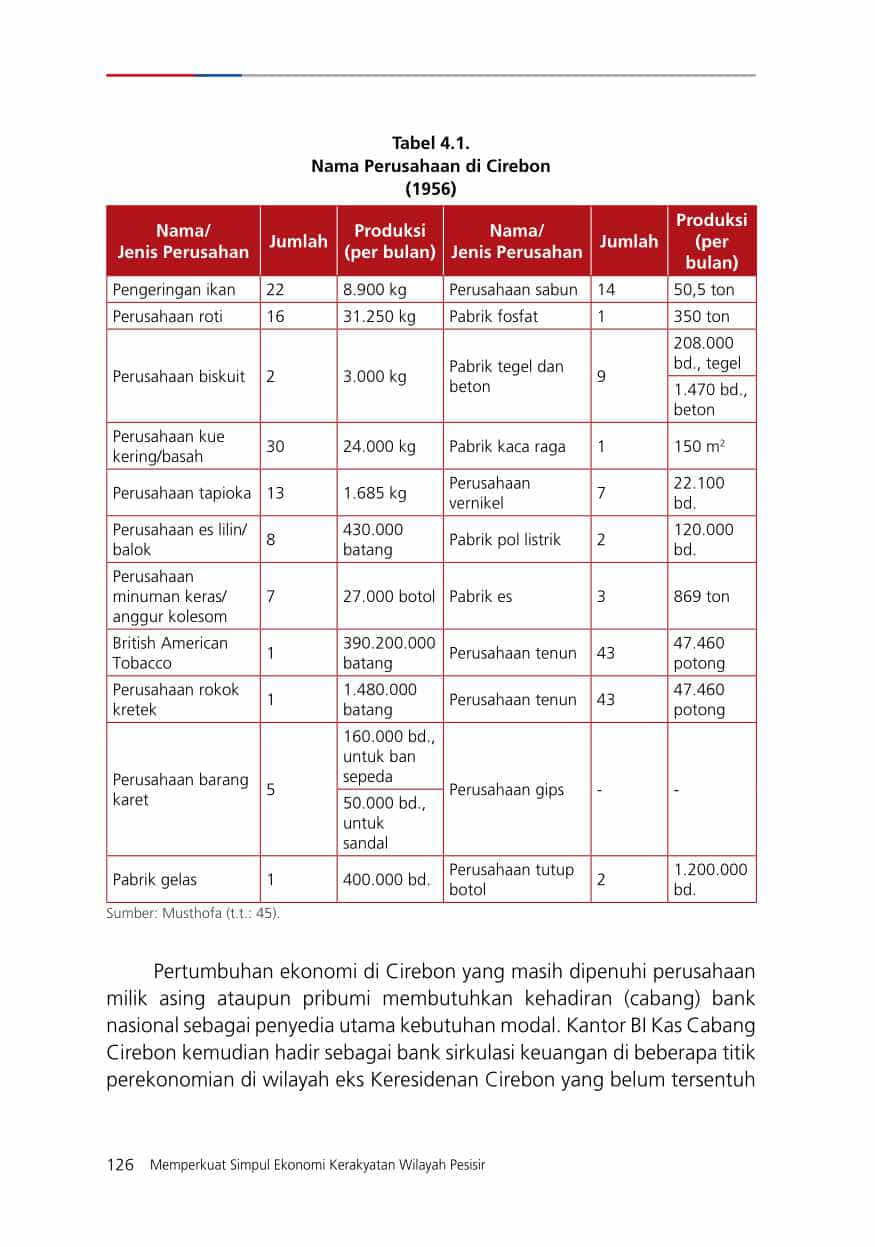 Tabel 4.1.
Nama Perusahaan di Cirebon
(1956)
Nama/
Jenis Perusahan
Jumlah
Produksi
(per bulan)
Nama/
Jenis Perusahan
Jumlah
Produksi
(per
bulan)
Pengeringan ikan 22 8.900 kg Perusahaan sabun 14 50,5 ton
Perusahaan roti 16 31.250 kg Pabrik fosfat 1 350 ton
Perusahaan biskuit 2 3.000 kg
Pabrik tegel dan
beton
9
208.000
bd., tegel
1.470 bd.,
beton
Perusahaan kue
kering/basah
30 24.000 kg Pabrik kaca raga 1 150 m²
Perusahaan tapioka 13 1.685 kg
Perusahaan
vernikel
7
22.100
bd.
Perusahaan es lilin/
balok
8
430.000
batang
Pabrik pol listrik 2
120.000
bd.
Perusahaan
minuman keras/
anggur kolesom
7 27.000 botol Pabrik es 3 869 ton
British American
Tobacco
1
390.200.000
batang
Perusahaan tenun 43
47.460
potong
Perusahaan rokok
kretek
1
1.480.000
batang
Perusahaan tenun 43
47.460
potong
Perusahaan barang
karet
5
160.000 bd.,
untuk ban
sepeda
50.000 bd.,
untuk
sandal
Perusahaan gips - -
Pabrik gelas 1 400.000 bd.
Perusahaan tutup
botol
2
1.200.000
bd.
Sumber: Musthofa (t.t.: 45).
Pertumbuhan ekonomi di Cirebon yang masih dipenuhi perusahaan
milik asing ataupun pribumi membutuhkan kehadiran (cabang) bank
nasional sebagai penyedia utama kebutuhan modal. Kantor BI Kas Cabang
Cirebon kemudian hadir sebagai bank sirkulasi keuangan di beberapa titik
perekonomian di wilayah eks Keresidenan Cirebon yang belum tersentuh
126 Memperkuat Simpul Ekonomi Kerakyatan Wilayah Pesisir